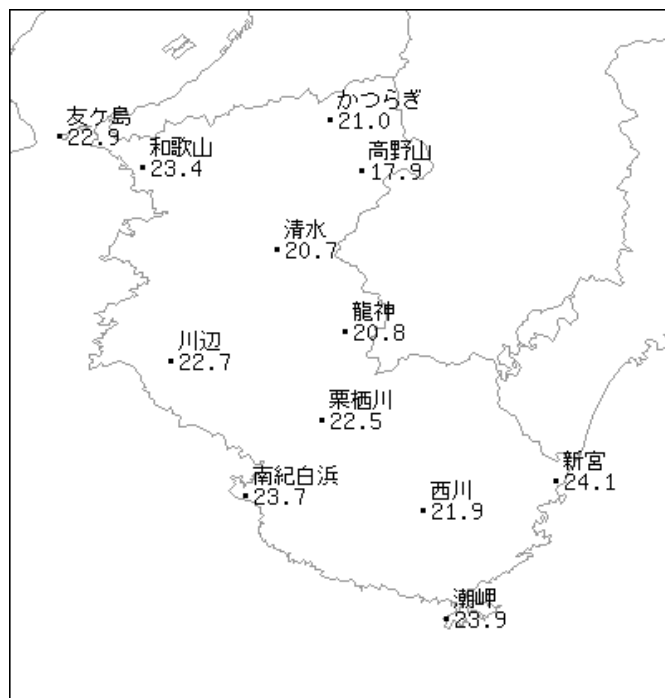 かつらぎ
21.0
友ケ島
22.9
和歌山
23.4
高野山
17.9
清水
20.7
龍神
20.8
川辺
22.7
栗栖川
22.5
新宮
24.1
南紀白浜
23.7
西川
21.9
潮岬
23.9